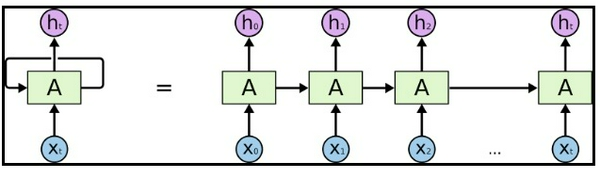 hₜ h₀ h₁ h₂ hₜ
A = A A A A
xₜ x₀ x₁ x₂ ... xₜ